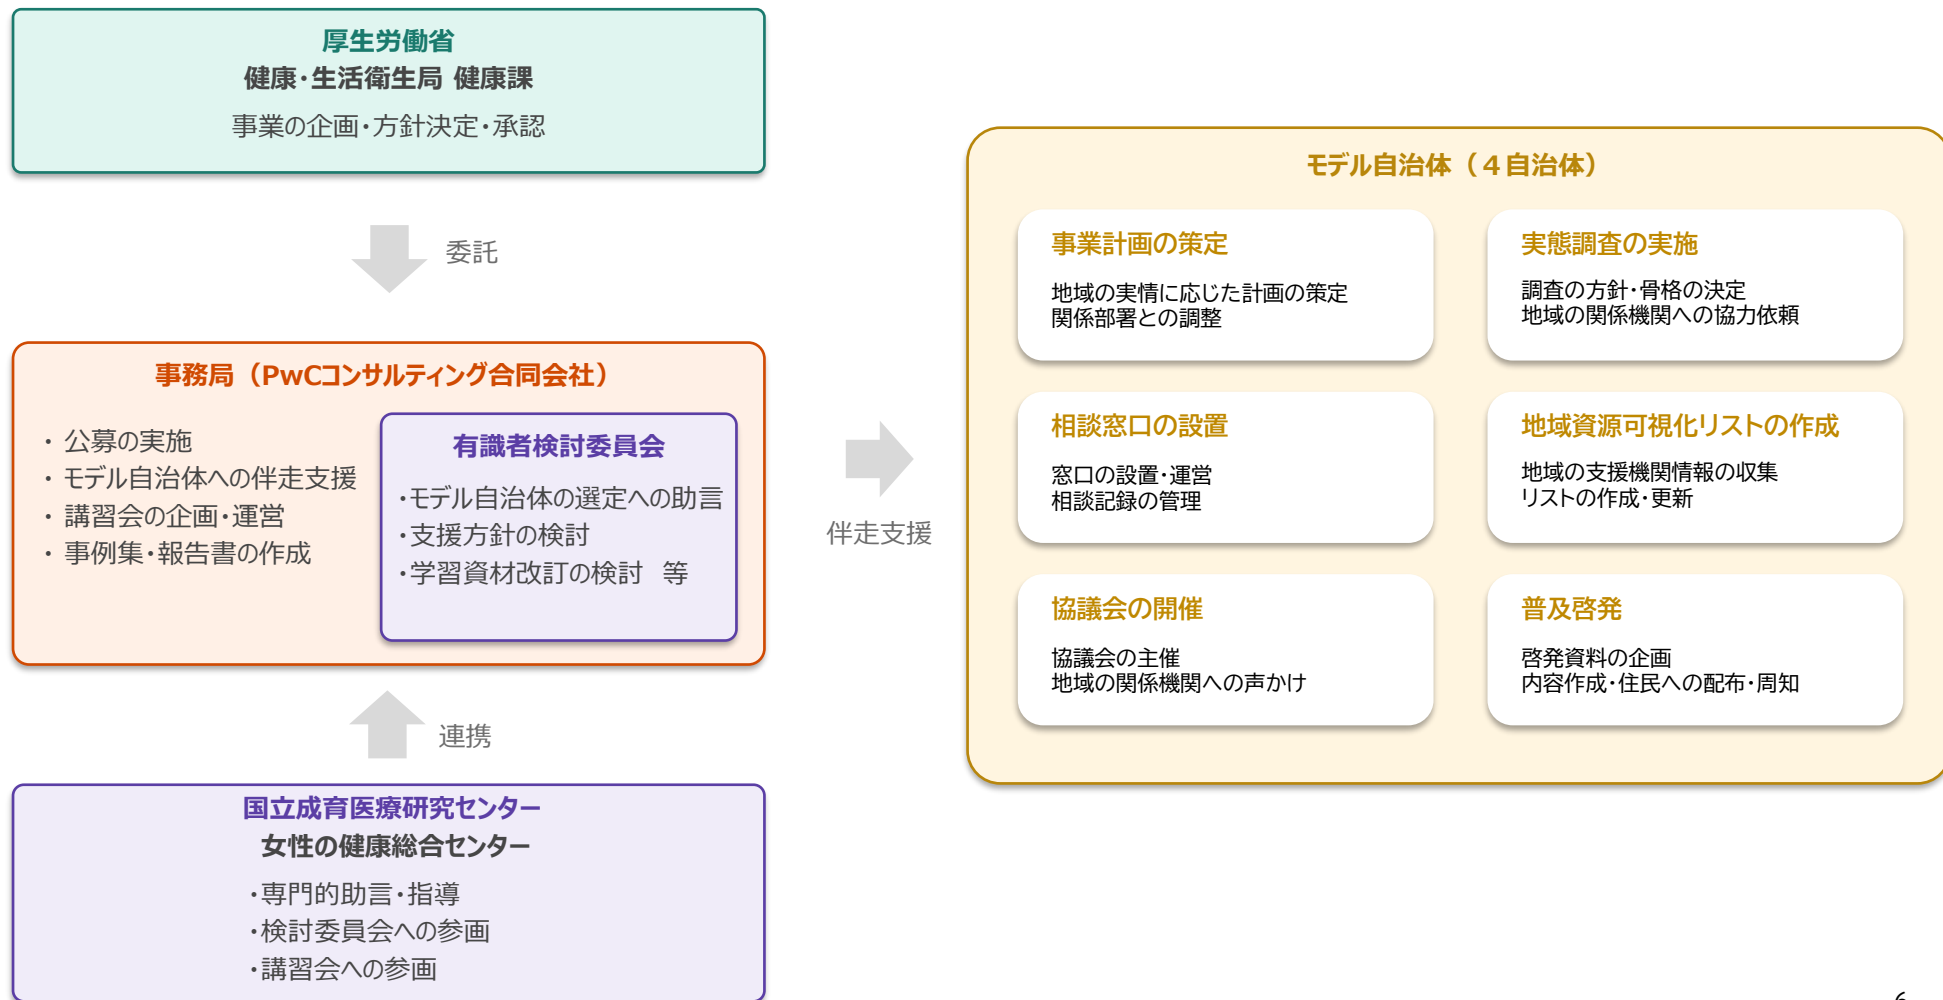 厚生労働省
健康・生活衛生局 健康課
事業の企画・方針決定・承認
委託
事務局（PwCコンサルティング合同会社）
・ 公募の実施
・ モデル自治体への伴走支援
・ 講習会の企画・運営
・ 事例集・報告書の作成
有識者検討委員会
・モデル自治体の選定への助言
・支援方針の検討
・学習資材改訂の検討　等
連携
国立成育医療研究センター
女性の健康総合センター
・専門的助言・指導
・検討委員会への参画
・講習会への参画
伴走支援
モデル自治体（４自治体）
事業計画の策定
地域の実情に応じた計画の策定
関係部署との調整
実態調査の実施
調査の方針・骨格の決定
地域の関係機関への協力依頼
相談窓口の設置
窓口の設置・運営
相談記録の管理
地域資源可視化リストの作成
地域の支援機関情報の収集
リストの作成・更新
協議会の開催
協議会の主催
地域の関係機関への声かけ
普及啓発
啓発資料の企画
内容作成・住民への配布・周知
6